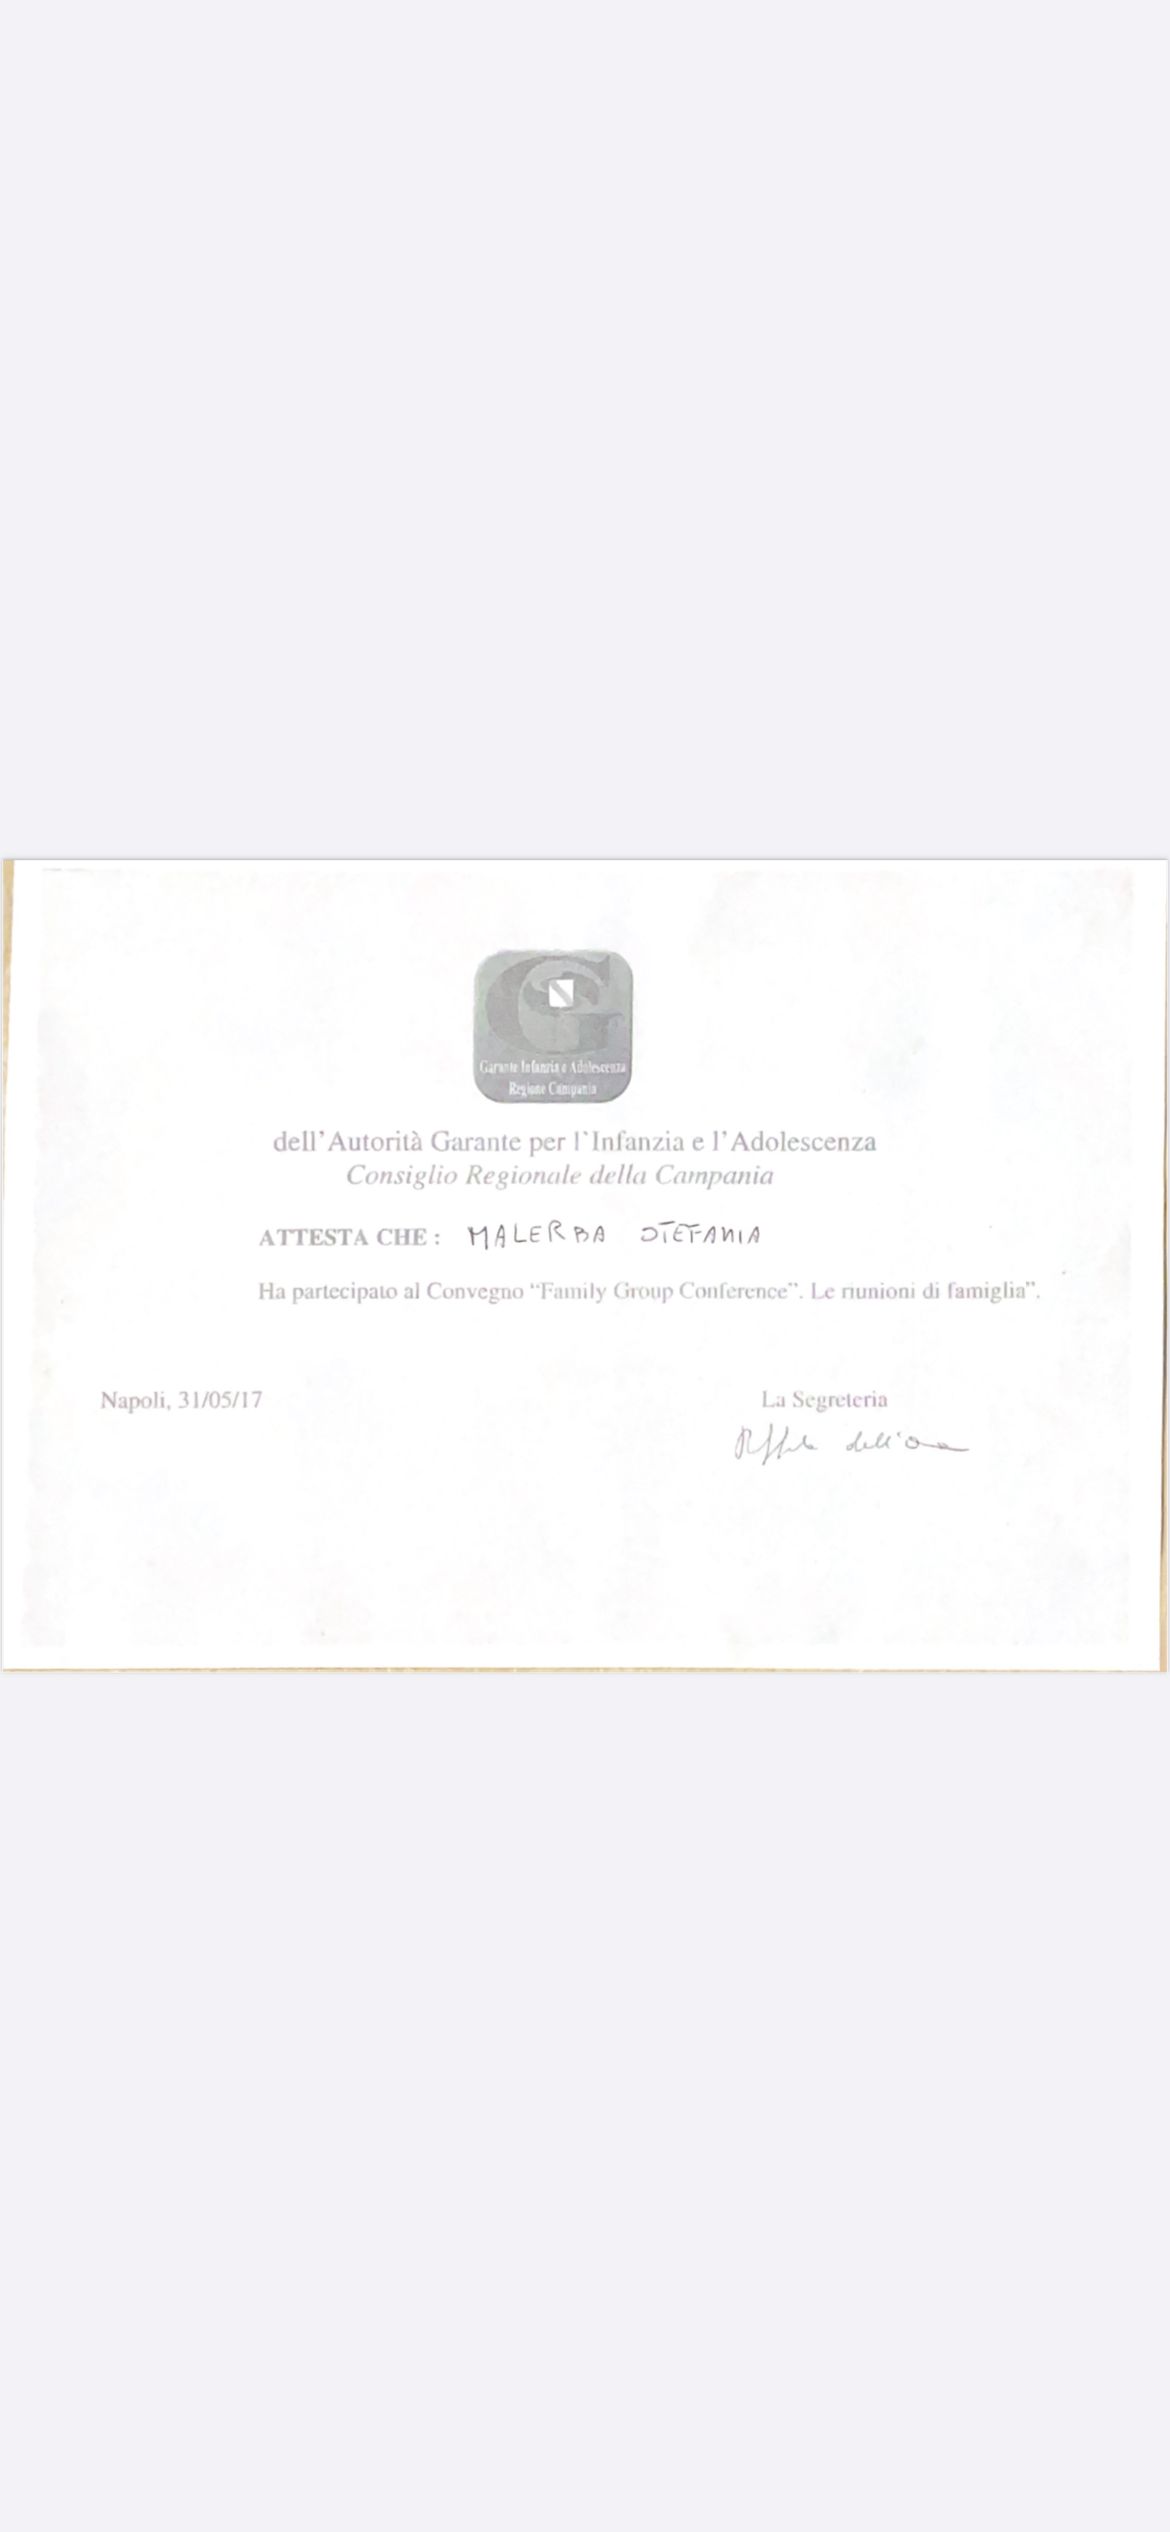 Garante Infanzia e Adolescenza
Regione Campania
dell'Autorità Garante per l`Infanzia e l'Adolescenza
Consiglio Regionale della Campania
ATTESTA CHE : MALERBA STEFANIA
Ha partecipato al Convegno “Family Group Conference”. Le riunioni di famiglia”.
Napoli, 31/05/17
La Segreteria
dell'